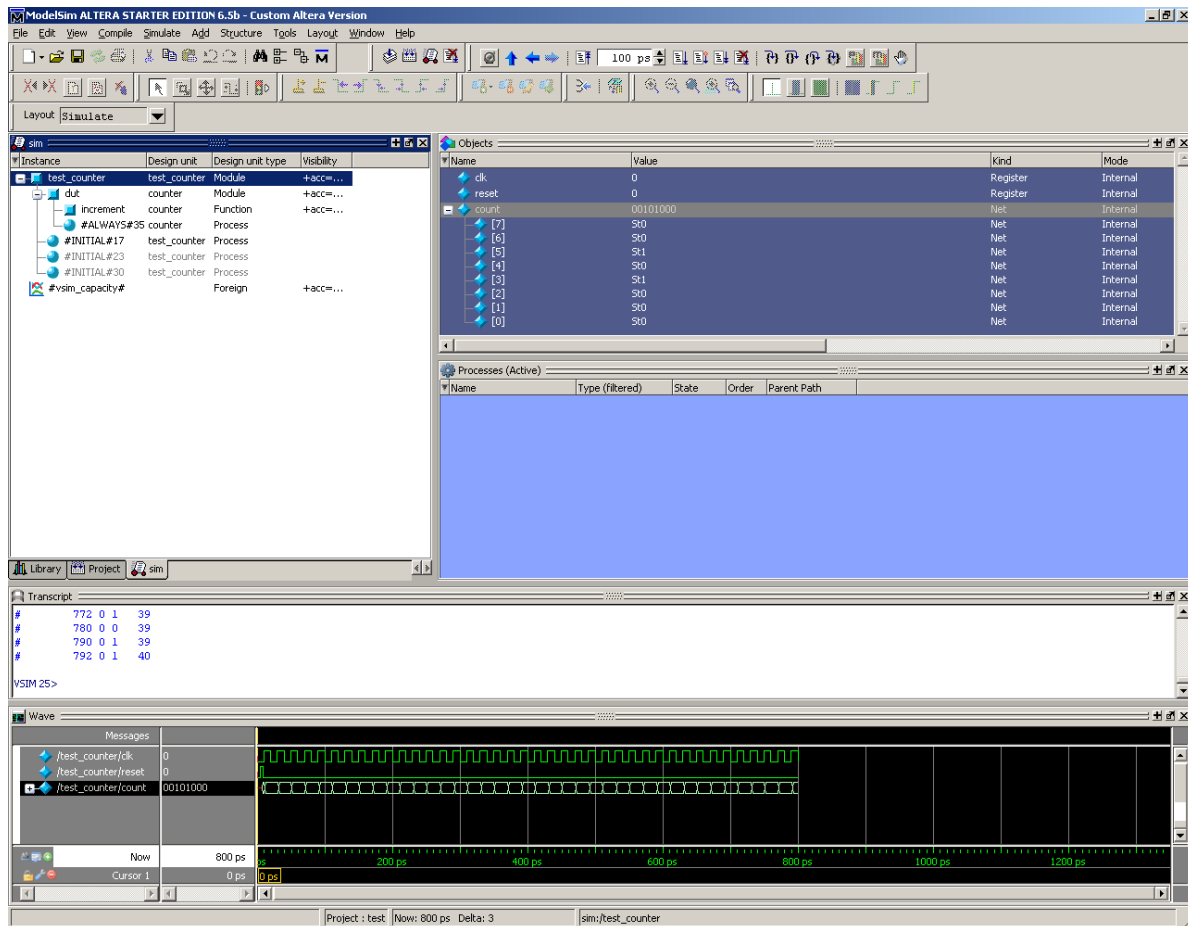 ModelSim ALTERA STARTER EDITION 6.5b - Custom Altera Version
File Edit View Compile Simulate Add Structure Tools Layout Window Help
100 ps
Layout Simulate
sim
Instance Design unit Design unit type Visibility
test_counter test_counter Module +acc=...
dut counter Module +acc=...
increment counter Function +acc=...
#ALWAYS#35 counter Process
#INITIAL#17 test_counter Process
#INITIAL#23 test_counter Process
#INITIAL#30 test_counter Process
#vsim_capacity# Foreign +acc=...
Library Project sim
Objects
Name Value Kind Mode
clk 0 Register Internal
reset 0 Register Internal
count 00101000 Net Internal
[7] St0 Net Internal
[6] St0 Net Internal
[5] St1 Net Internal
[4] St0 Net Internal
[3] St1 Net Internal
[2] St0 Net Internal
[1] St0 Net Internal
[0] St0 Net Internal
Processes (Active)
Name Type (filtered) State Order Parent Path
Transcript
# 772 0 1 39
# 780 0 0 39
# 790 0 1 39
# 792 0 1 40
VSIM 25>
Wave
Messages
/test_counter/clk 0
/test_counter/reset 0
/test_counter/count 00101000
Now 800 ps ps 200 ps 400 ps 600 ps 800 ps 1000 ps 1200 ps
Cursor 1 0 ps 0 ps
Project : test Now: 800 ps Delta: 3 sim:/test_counter